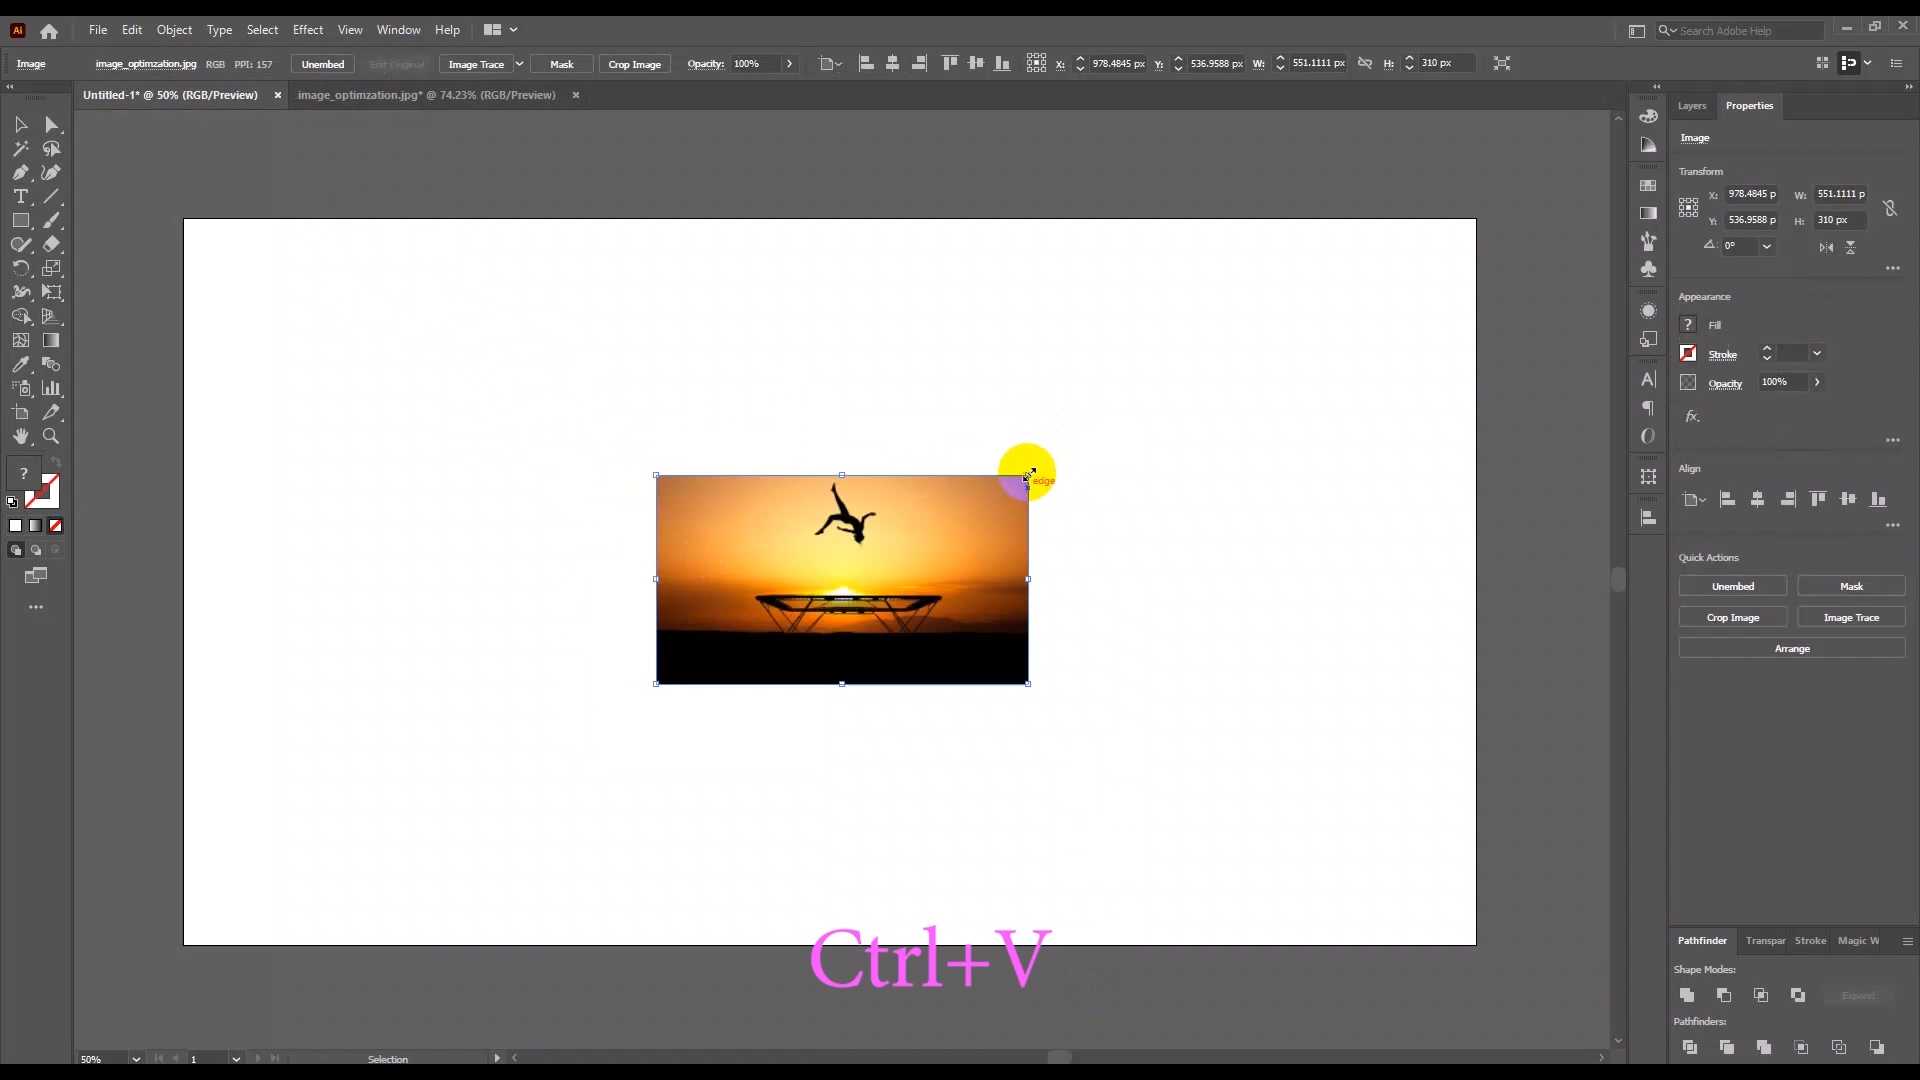 Ai File Edit Object Type Select Effect View Window Help Search Adobe Help
Image image_optimzation.jpg RGB PPI: 157 Unembed Edit Original Image Trace Mask Crop Image Opacity: 100% X: 978.4845 px Y: 536.9588 px W: 551.1111 px H: 310 px
Untitled-1* @ 50% (RGB/Preview) × image_optimzation.jpg* @ 74.23% (RGB/Preview) ×
Layers Properties
Image
Transform
X: 978.4845 p W: 551.1111 p
Y: 536.9588 p H: 310 px
0°
Appearance
? Fill
Stroke
Opacity 100%
fx.
Align
edge
?
Quick Actions
Unembed Mask
Crop Image Image Trace
Arrange
Ctrl+V
Pathfinder Transpar Stroke Magic W
Shape Modes:
Expand
Pathfinders:
50% 1 Selection